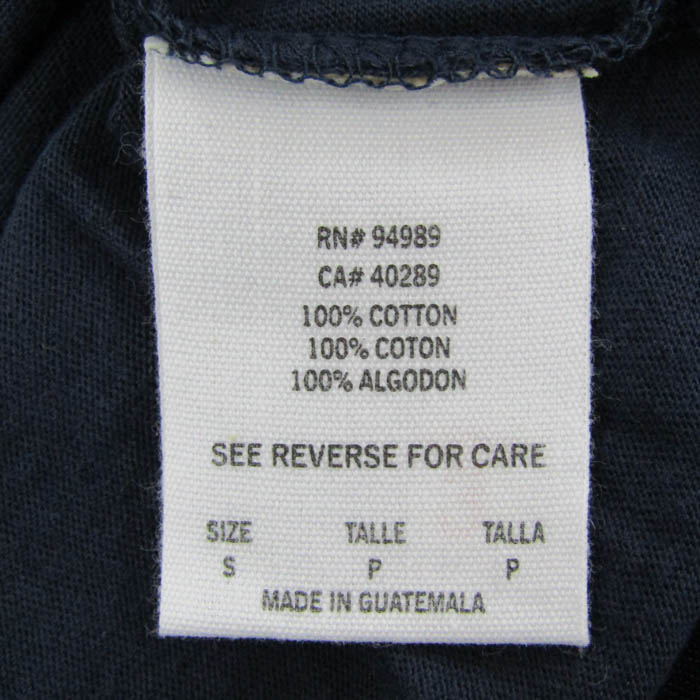 RN# 94989
CA# 40289
100% COTTON
100% COTON
100% ALGODON
SEE REVERSE FOR CARE
SIZE TALLE TALLA
S P P
MADE IN GUATEMALA